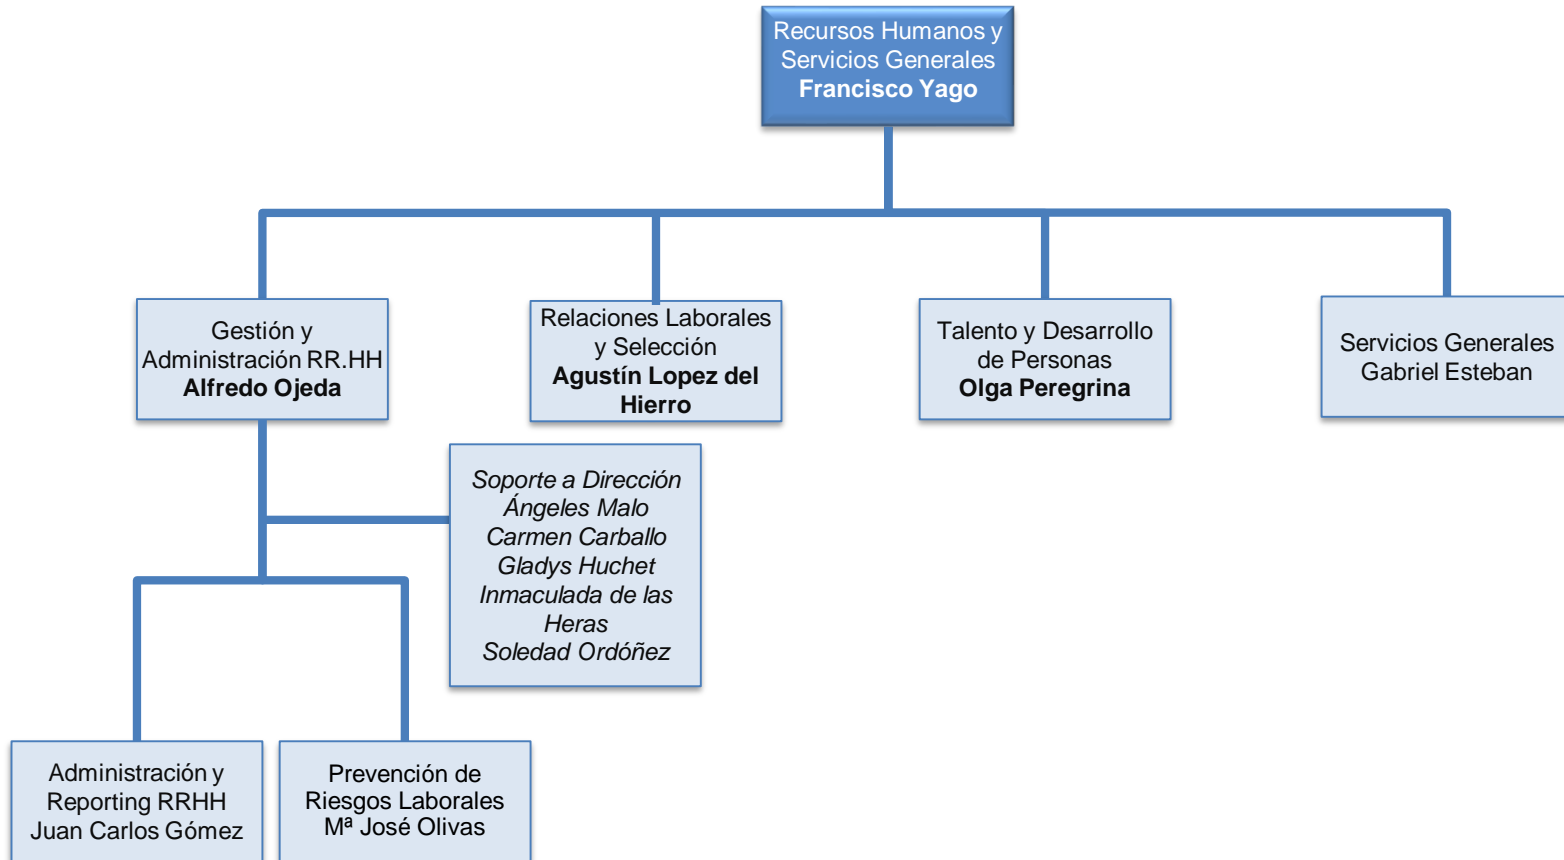 Recursos Humanos y
Servicios Generales
Francisco Yago
Gestión y
Administración RR.HH
Alfredo Ojeda
Relaciones Laborales
y Selección
Agustín Lopez del
Hierro
Talento y Desarrollo
de Personas
Olga Peregrina
Servicios Generales
Gabriel Esteban
Soporte a Dirección
Ángeles Malo
Carmen Carballo
Gladys Huchet
Inmaculada de las
Heras
Soledad Ordóñez
Administración y
Reporting RRHH
Juan Carlos Gómez
Prevención de
Riesgos Laborales
Mª José Olivas